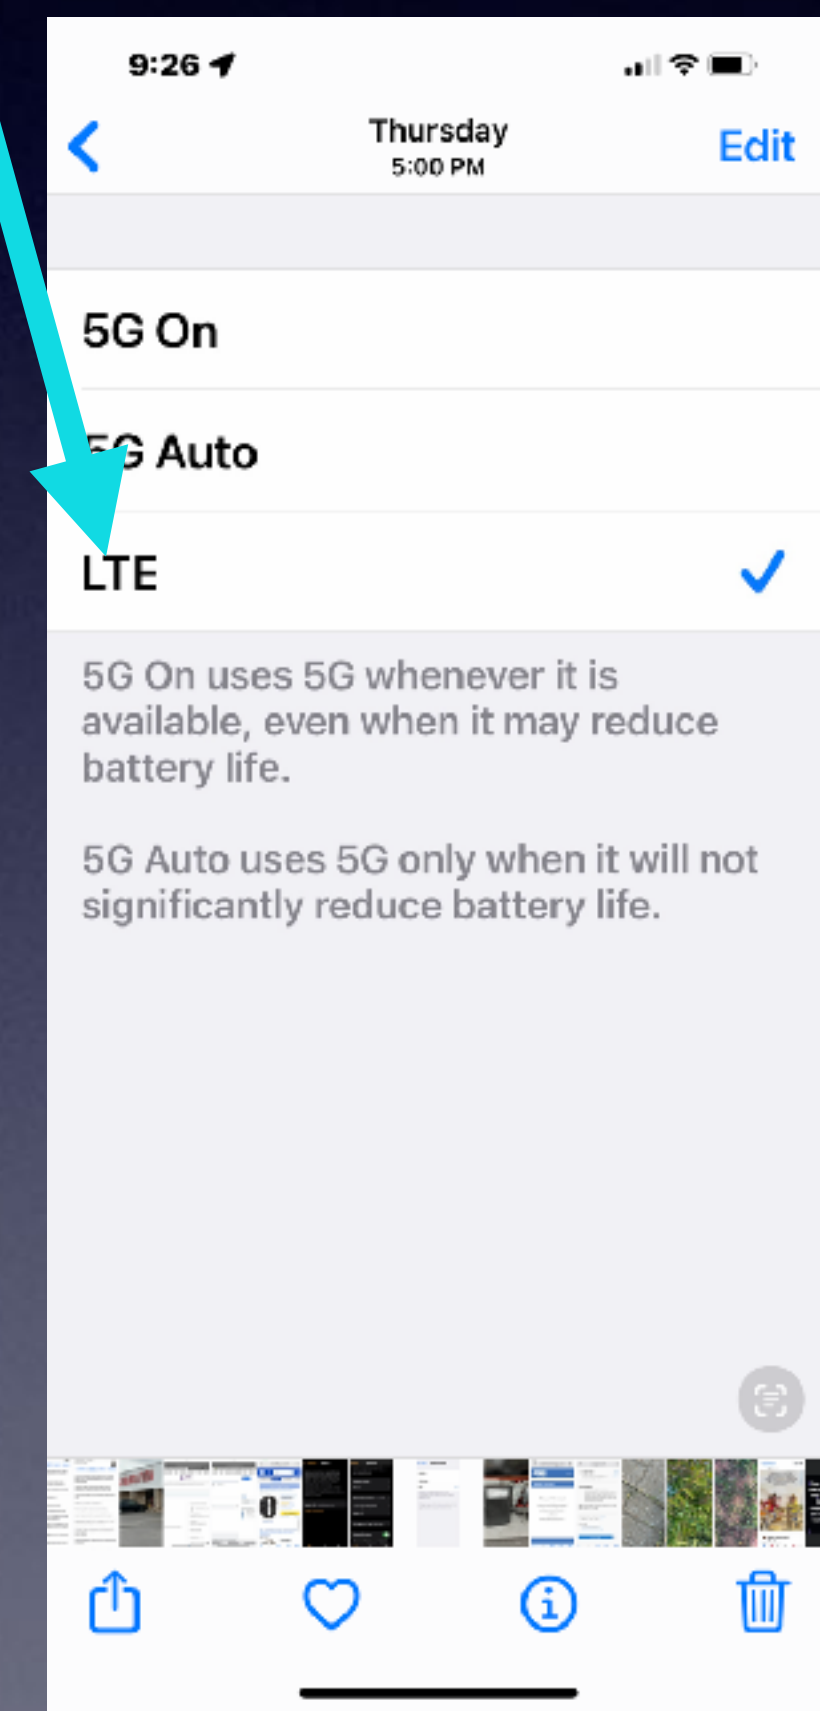 9:26
Thursday
5:00 PM
Edit
5G On
5G Auto
LTE
5G On uses 5G whenever it is
available, even when it may reduce
battery life.
5G Auto uses 5G only when it will not
significantly reduce battery life.